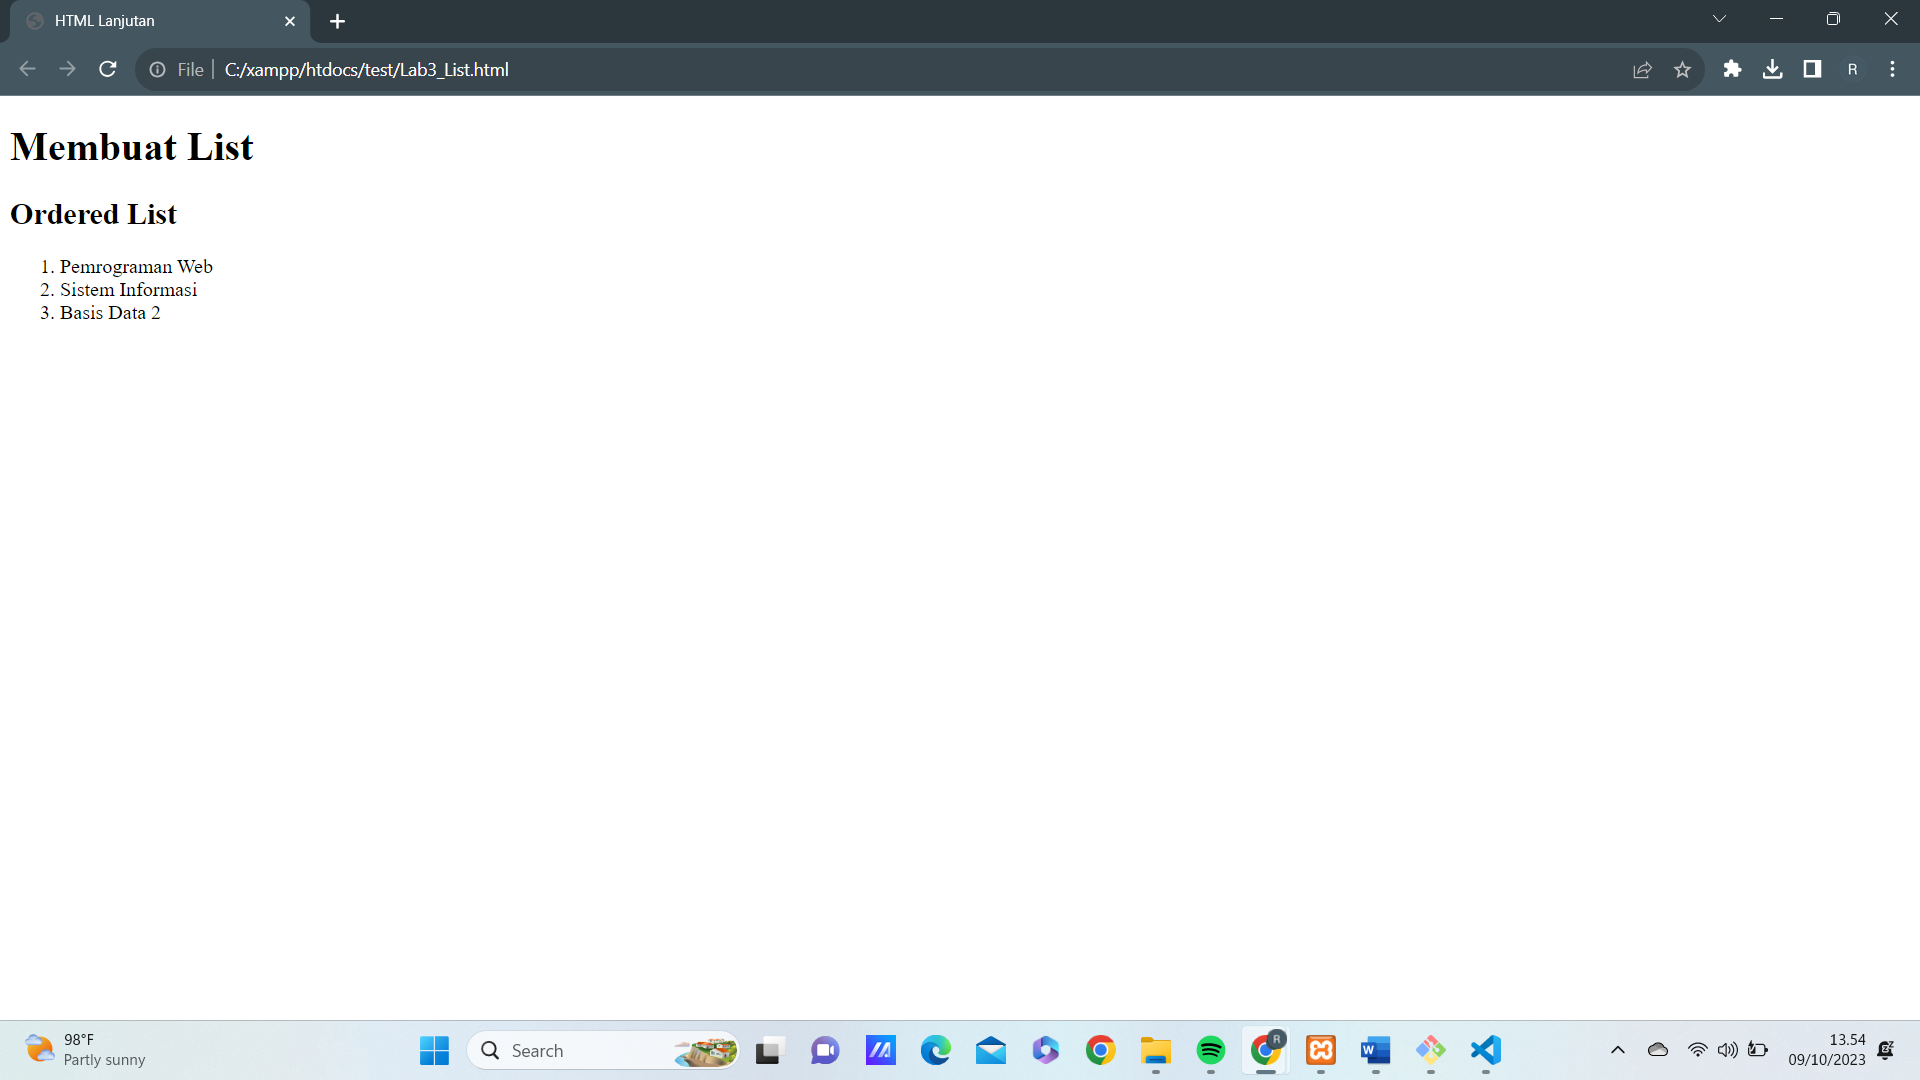 HTML Lanjutan
File
C:/xampp/htdocs/test/Lab3_List.html
R
Membuat List
Ordered List
1. Pemrograman Web
2. Sistem Informasi
3. Basis Data 2
98°F
Partly sunny
Search
R
W
13.54
09/10/2023